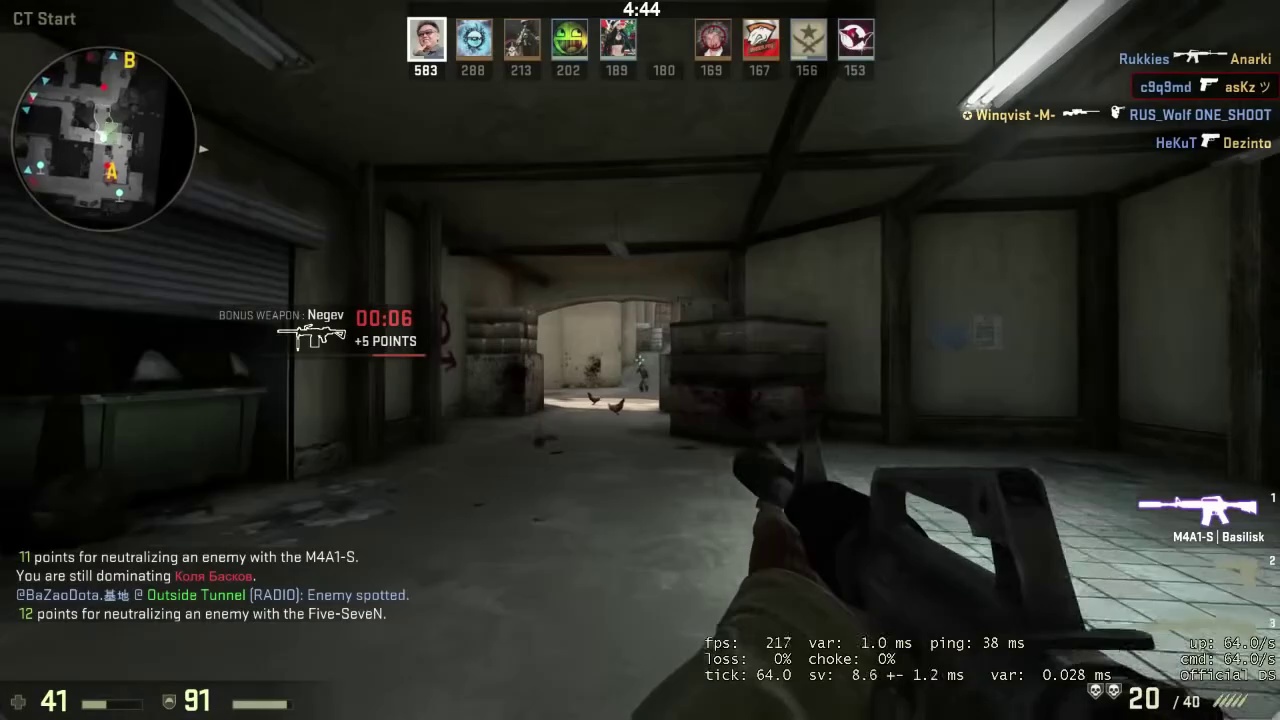 CT Start
4:44
583 288 213 202 189 180 169 167 156 153
B
A
Rukkies Anarki
c9q9md asKz ツ
Winqvist -M- RUS_Wolf ONE_SHOOT
HeKuT Dezinto
BONUS WEAPON : Negev 00:06
+5 POINTS
1
M4A1-S | Basilisk
2
3
11 points for neutralizing an enemy with the M4A1-S.
You are still dominating Коля Басков.
@BaZaoDota.基地 @ Outside Tunnel (RADIO): Enemy spotted.
12 points for neutralizing an enemy with the Five-SeveN.
fps: 217 var: 1.0 ms ping: 38 ms up: 64.0/s
loss: 0% choke: 0% cmd: 64.0/s
tick: 64.0 sv: 8.6 +- 1.2 ms var: 0.028 ms Official DS
41 91 20 / 40